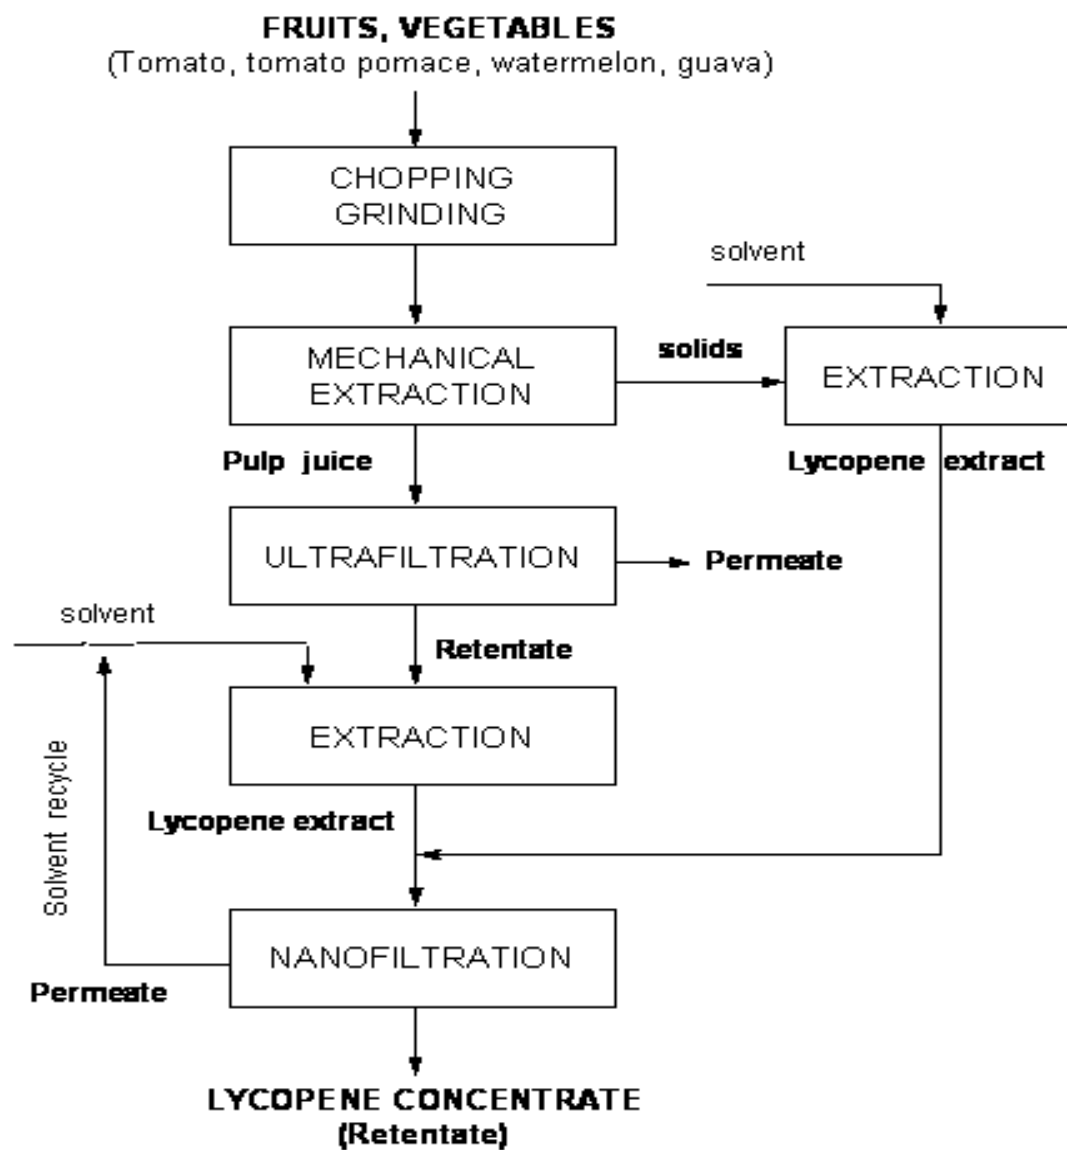 FRUITS, VEGETABLES
(Tomato, tomato pomace, watermelon, guava)
CHOPPING
GRINDING
solvent
MECHANICAL
EXTRACTION
solids
EXTRACTION
Pulp juice
Lycopene extract
ULTRAFILTRATION
Permeate
solvent
Retentate
EXTRACTION
Solvent recycle
Lycopene extract
NANOFILTRATION
Permeate
LYCOPENE CONCENTRATE
(Retentate)